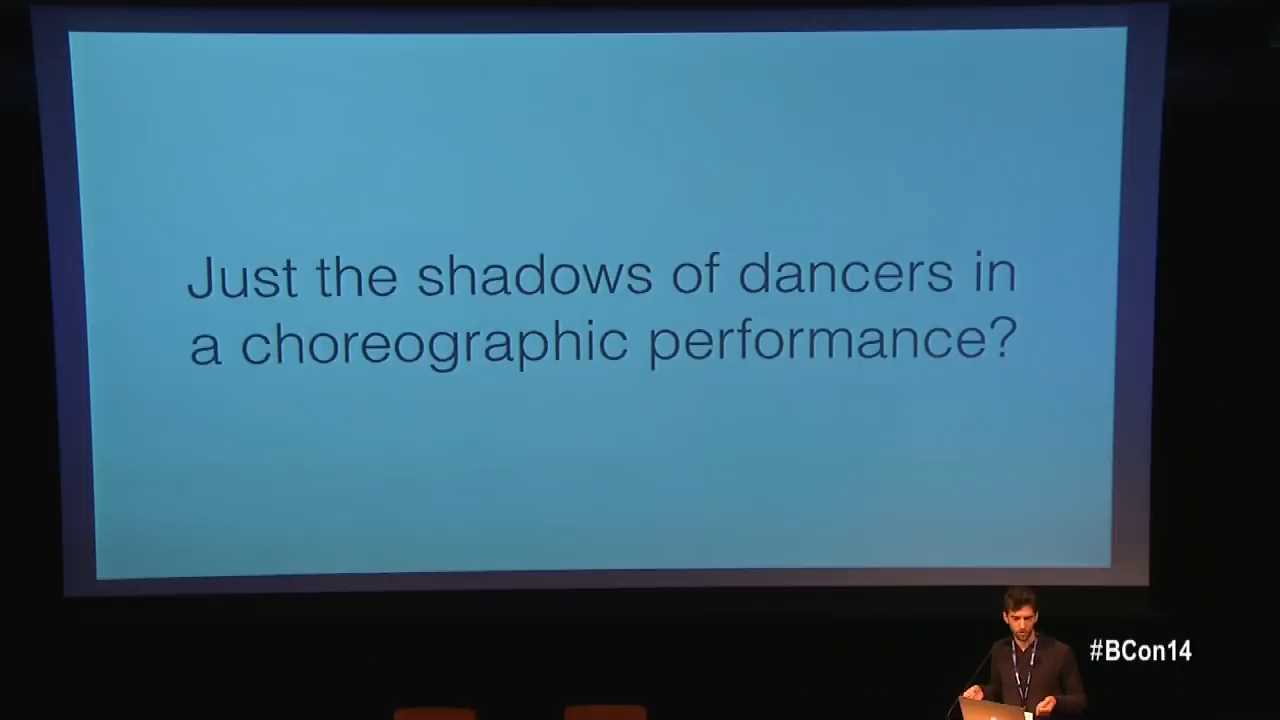 Just the shadows of dancers in
a choreographic performance?
#BCon14